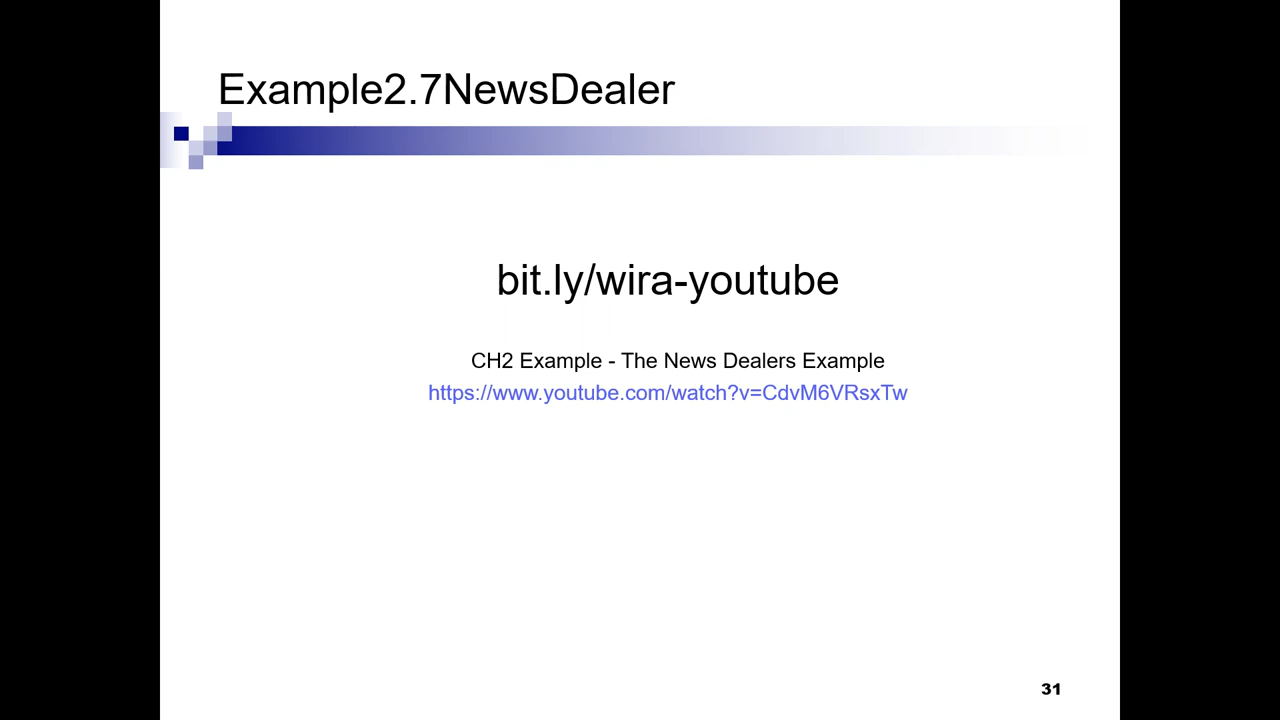 Example2.7NewsDealer
bit.ly/wira-youtube
CH2 Example - The News Dealers Example
https://www.youtube.com/watch?v=CdvM6VRsxTw
31